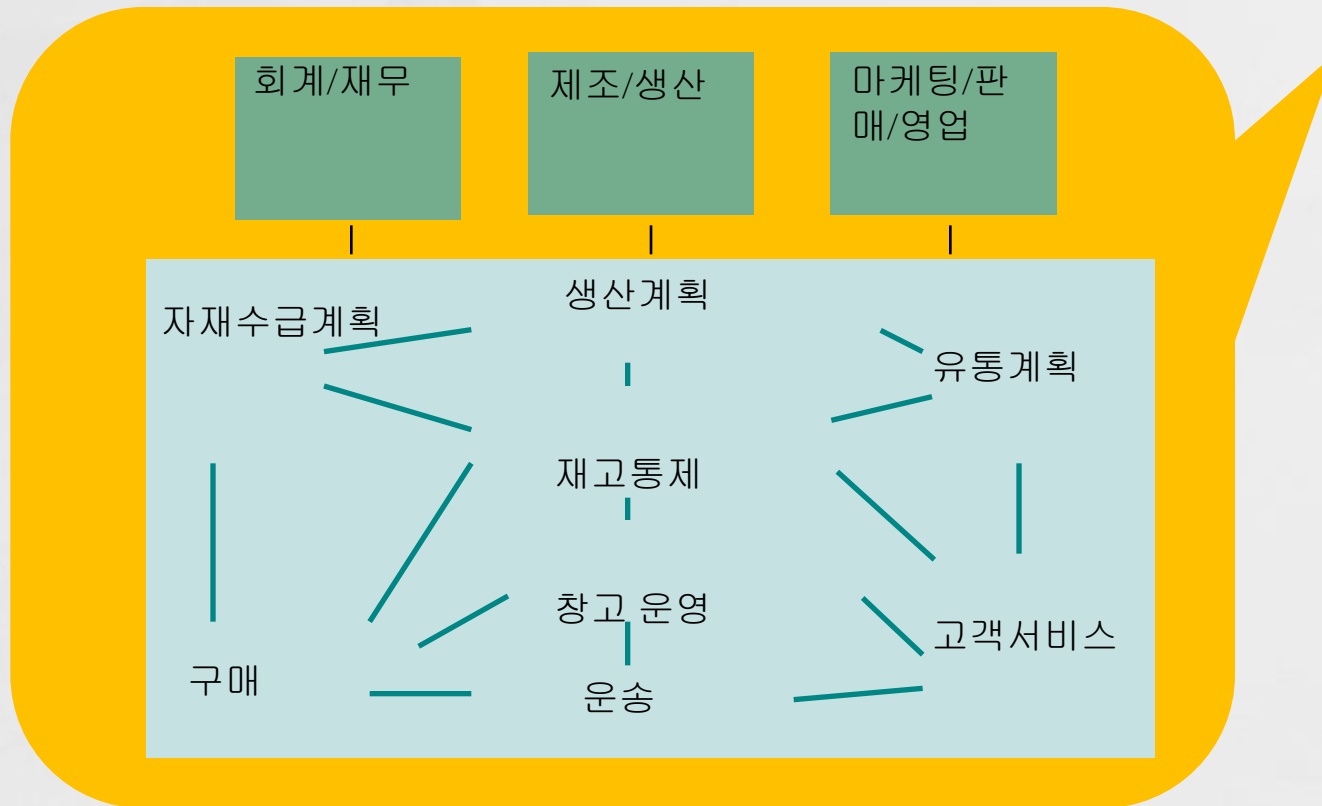 회계/재무
제조/생산
마케팅/판
매/영업
생산계획
자재수급계획
유통계획
재고통제
창고 운영
고객서비스
구매
운송